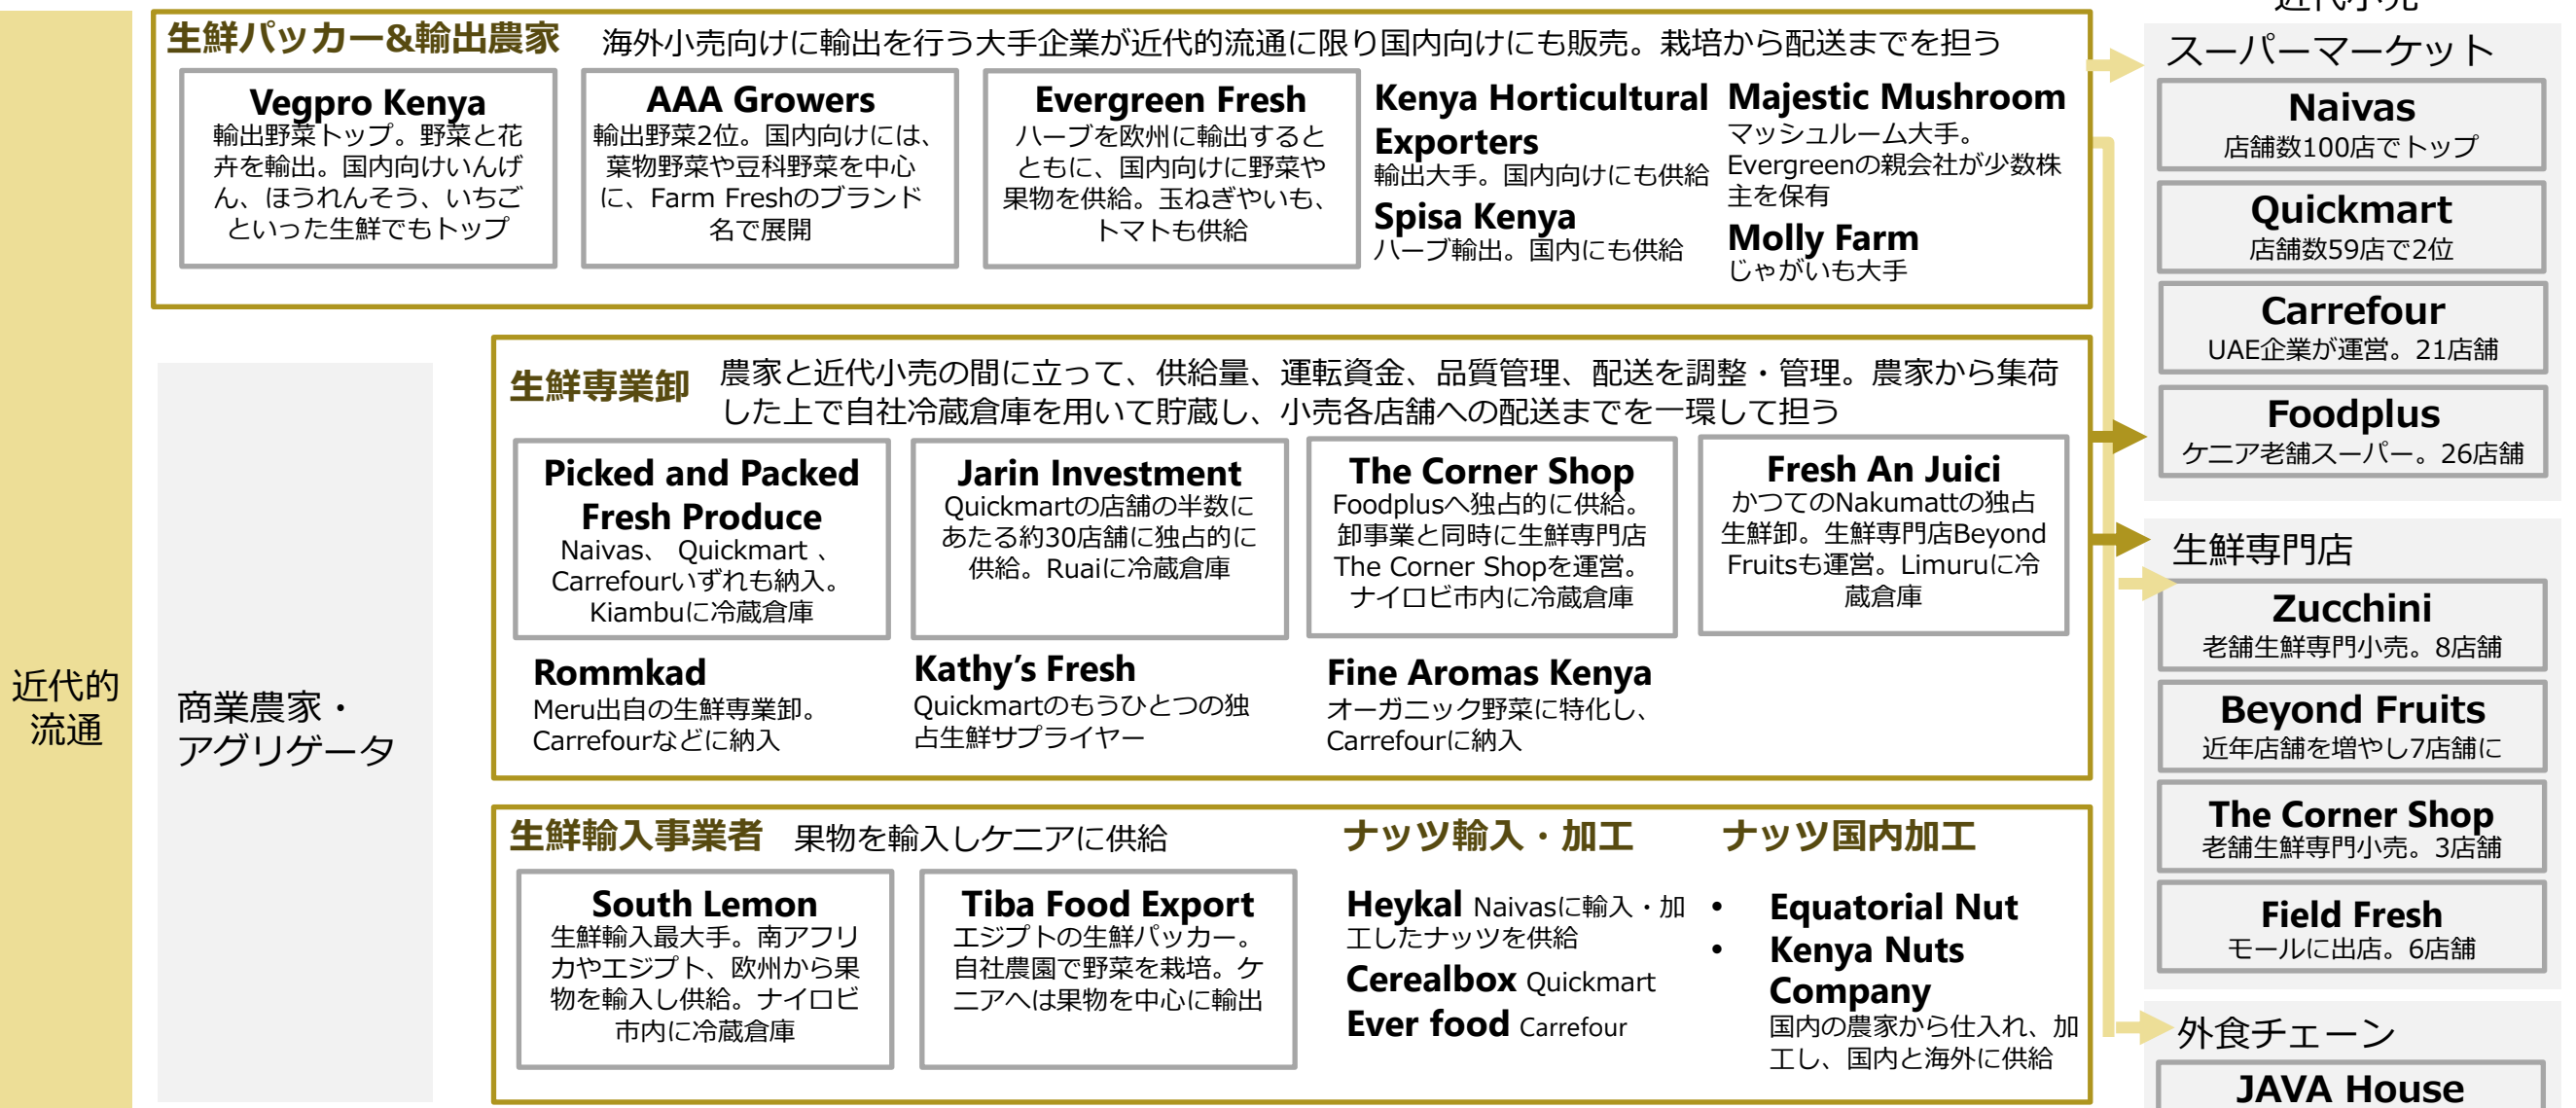 近代小売
近代的
流通
生鮮パッカー&輸出農家
海外小売向けに輸出を行う大手企業が近代的流通に限り国内向けにも販売。栽培から配送までを担う
Vegpro Kenya
輸出野菜トップ。野菜と花
卉を輸出。国内向けいんげ
ん、ほうれんそう、いちご
といった生鮮でもトップ
AAA Growers
輸出野菜2位。国内向けには、
葉物野菜や豆科野菜を中心
に、Farm Freshのブランド
名で展開
Evergreen Fresh
ハーブを欧州に輸出すると
ともに、国内向けに野菜や
果物を供給。玉ねぎやいも、
トマトも供給
Kenya Horticultural
Exporters
輸出大手。国内向けにも供給
Spisa Kenya
ハーブ輸出。国内にも供給
Majestic Mushroom
マッシュルーム大手。
Evergreenの親会社が少数株
主を保有
Molly Farm
じゃがいも大手
商業農家・
アグリゲータ
生鮮専業卸
農家と近代小売の間に立って、供給量、運転資金、品質管理、配送を調整・管理。農家から集荷
した上で自社冷蔵倉庫を用いて貯蔵し、小売各店舗への配送までを一環して担う
Picked and Packed
Fresh Produce
Naivas、 Quickmart 、
Carrefourいずれも納入。
Kiambuに冷蔵倉庫
Jarin Investment
Quickmartの店舗の半数に
あたる約30店舗に独占的に
供給。Ruaiに冷蔵倉庫
The Corner Shop
Foodplusへ独占的に供給。
卸事業と同時に生鮮専門店
The Corner Shopを運営。
ナイロビ市内に冷蔵倉庫
Fresh An Juici
かつてのNakumattの独占
生鮮卸。生鮮専門店Beyond
Fruitsも運営。Limuruに冷
蔵倉庫
Rommkad
Meru出自の生鮮専業卸。
Carrefourなどに納入
Kathy’s Fresh
Quickmartのもうひとつの独
占生鮮サプライヤー
Fine Aromas Kenya
オーガニック野菜に特化し、
Carrefourに納入
生鮮輸入事業者
果物を輸入しケニアに供給
South Lemon
生鮮輸入最大手。南アフリ
カやエジプト、欧州から果
物を輸入し供給。ナイロビ
市内に冷蔵倉庫
Tiba Food Export
エジプトの生鮮パッカー。
自社農園で野菜を栽培。ケ
ニアへは果物を中心に輸出
ナッツ輸入・加工
Heykal Naivasに輸入・加
工したナッツを供給
Cerealbox Quickmart
Ever food Carrefour
ナッツ国内加工
• Equatorial Nut
• Kenya Nuts
Company
国内の農家から仕入れ、加
工し、国内と海外に供給
スーパーマーケット
Naivas
店舗数100店でトップ
Quickmart
店舗数59店で2位
Carrefour
UAE企業が運営。21店舗
Foodplus
ケニア老舗スーパー。26店舗
生鮮専門店
Zucchini
老舗生鮮専門小売。8店舗
Beyond Fruits
近年店舗を増やし7店舗に
The Corner Shop
老舗生鮮専門小売。3店舗
Field Fresh
モールに出店。6店舗
外食チェーン
JAVA House